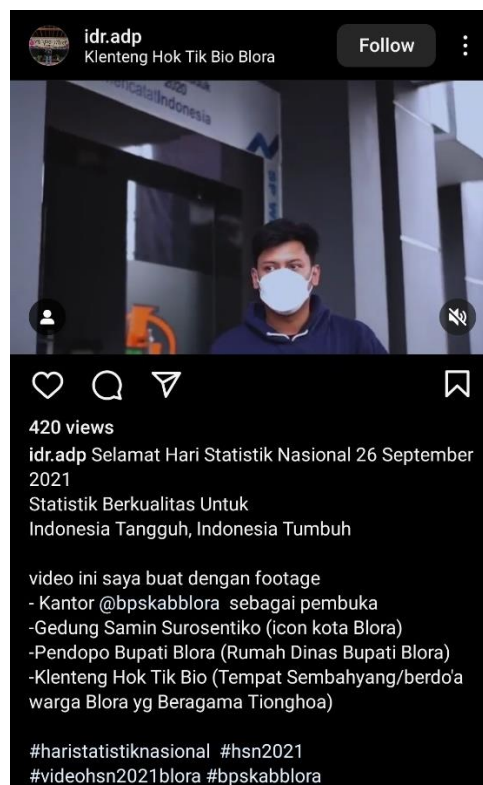 idr.adp
Klenteng Hok Tik Bio Blora
Follow
2020
MencatatIndonesia
420 views
idr.adp Selamat Hari Statistik Nasional 26 September
2021
Statistik Berkualitas Untuk
Indonesia Tangguh, Indonesia Tumbuh
video ini saya buat dengan footage
- Kantor @bpskabblora sebagai pembuka
-Gedung Samin Surosentiko (icon kota Blora)
-Pendopo Bupati Blora (Rumah Dinas Bupati Blora)
-Klenteng Hok Tik Bio (Tempat Sembahyang/berdo'a
warga Blora yg Beragama Tionghoa)
#haristatistiknasional #hsn2021
#videohsn2021blora #bpskabblora